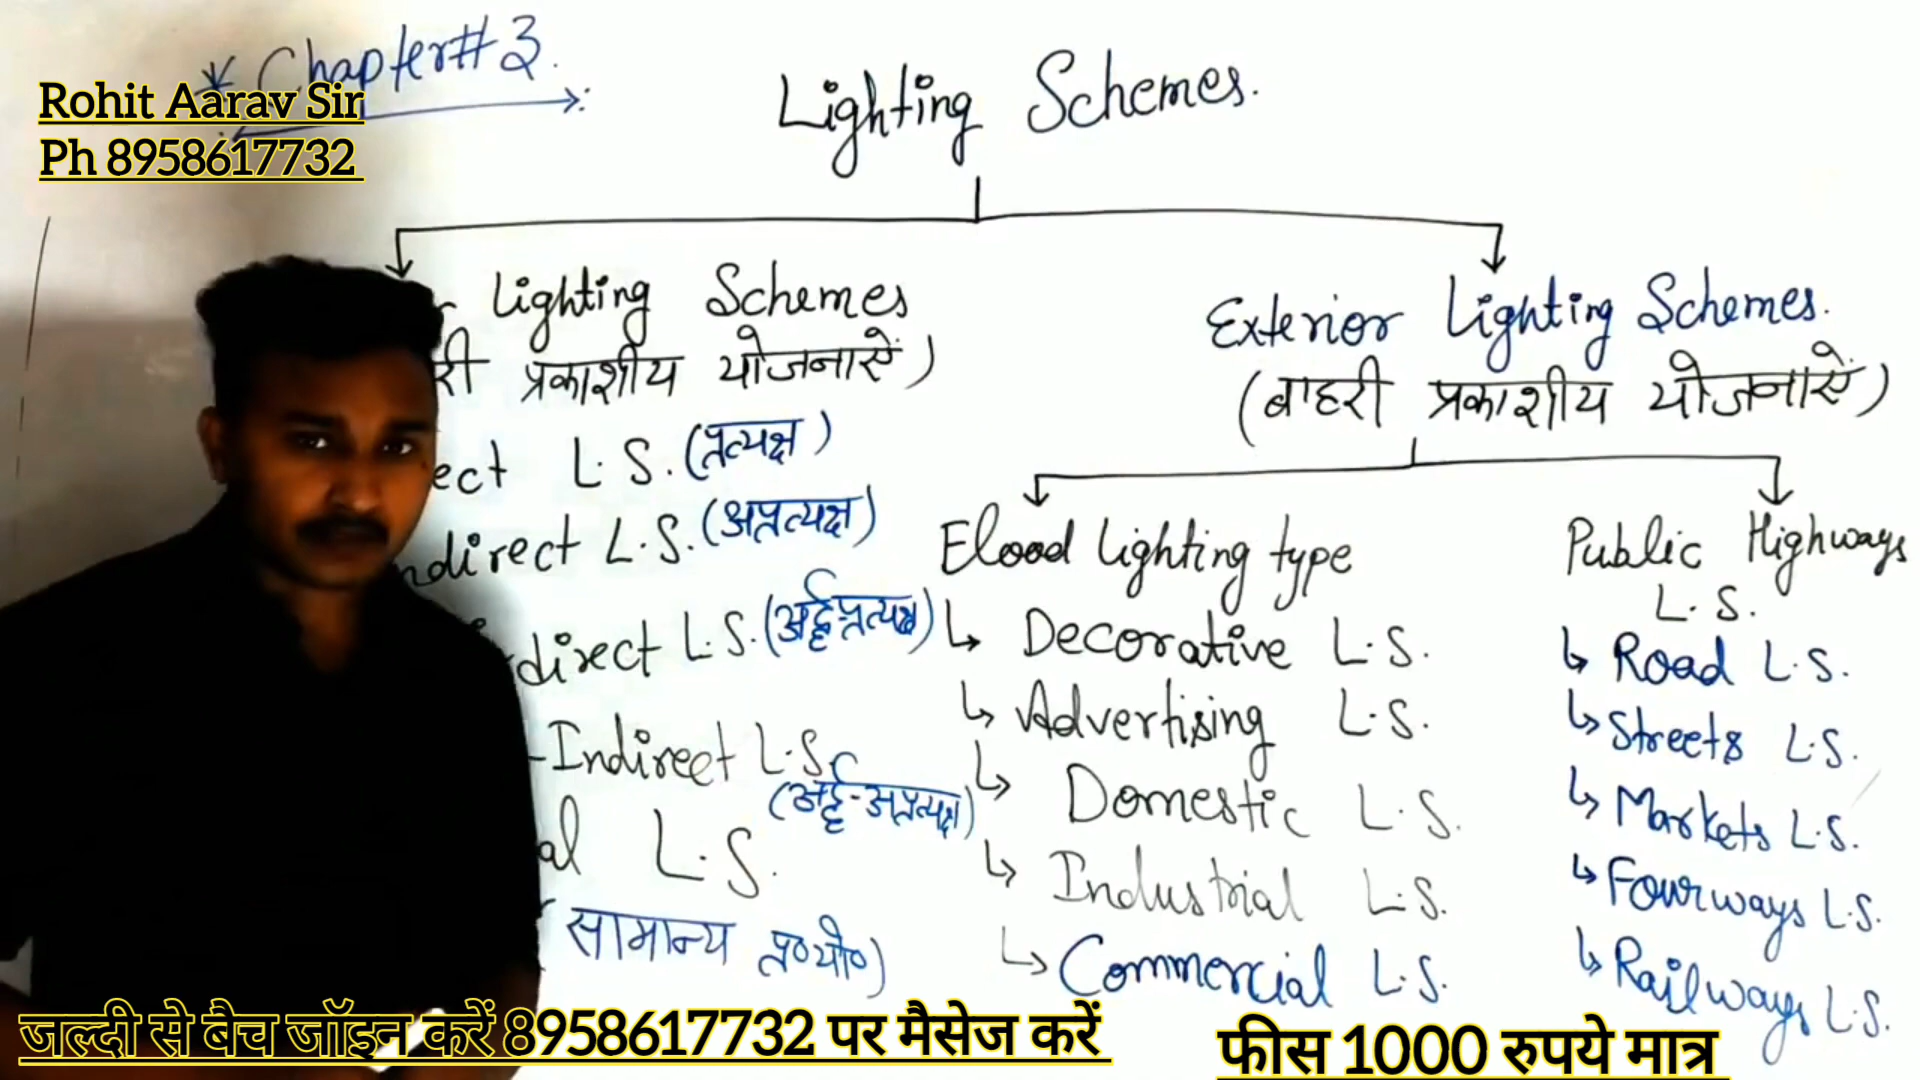 * Chapter#3.
Rohit Aarav Sir
Ph 8958617732
Lighting Schemes.
Lighting Schemes
री प्रकाशीय योजनाऐं)
ect L.S. (प्रत्यक्ष)
ndirect L.S. (अप्रत्यक्ष)
direct L.S. (अर्द्ध-प्रत्यक्ष)
-Indirect L.S.
(अर्द्ध-अप्रत्यक्ष)
al L.S.
( सामान्य प्र०यो०)
Exterior Lighting Schemes.
(बाहरी प्रकाशीय योजनाऐं)
Flood Lighting type
↳ Decorative L.S.
↳ Advertising L.S.
↳ Domestic L.S.
↳ Industrial L.S.
↳ Commercial L.S.
Public Highways
L.S.
↳ Road L.S.
↳ Streets L.S.
↳ Markets L.S.
↳ Fourways L.S.
↳ Railways L.S.
जल्दी से बैच जॉइन करें 8958617732 पर मैसेज करें
फीस 1000 रुपये मात्र